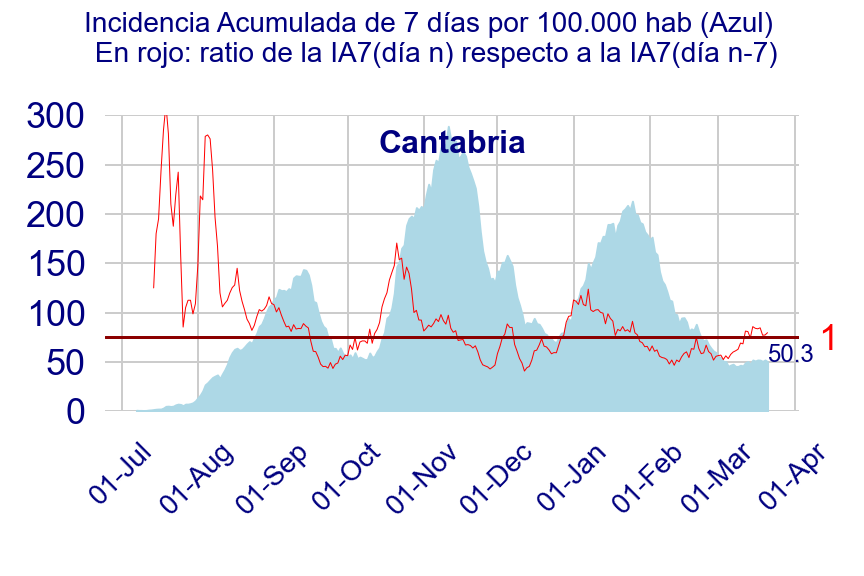 Incidencia Acumulada de 7 días por 100.000 hab (Azul)
En rojo: ratio de la IA7(día n) respecto a la IA7(día n-7)
Cantabria
300
250
200
150
100
50
0
1
50.3
01-Jul
01-Aug
01-Sep
01-Oct
01-Nov
01-Dec
01-Jan
01-Feb
01-Mar
01-Apr